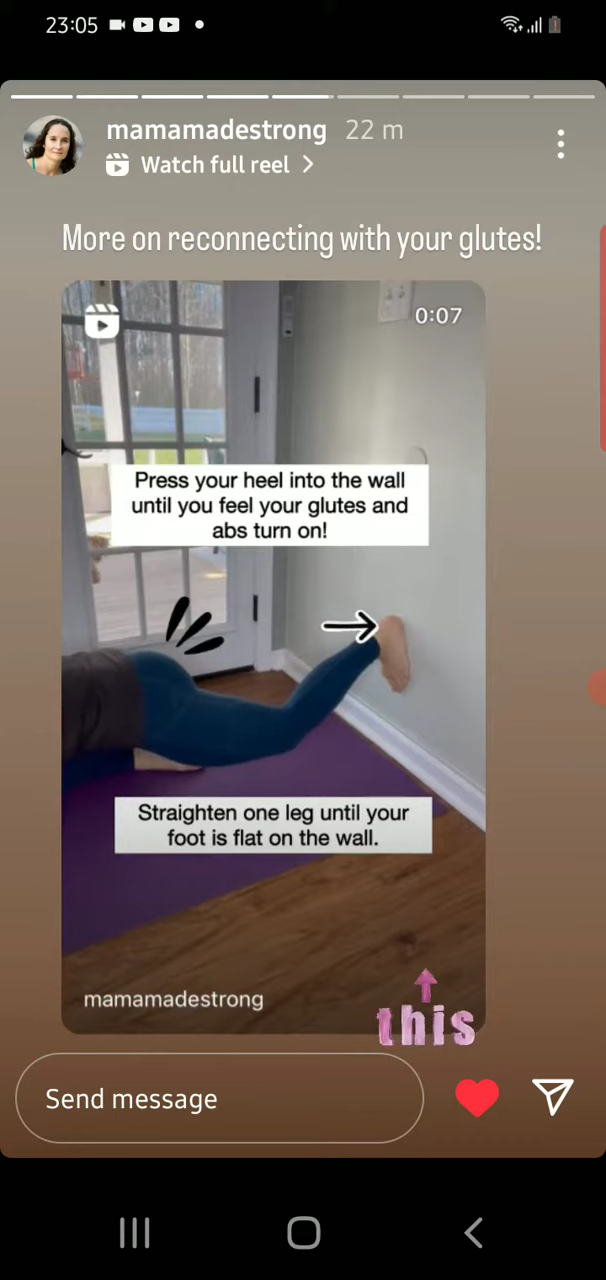 23:05
mamamadestrong 22 m
Watch full reel >
More on reconnecting with your glutes!
0:07
Press your heel into the wall
until you feel your glutes and
abs turn on!
Straighten one leg until your
foot is flat on the wall.
mamamadestrong
this
Send message